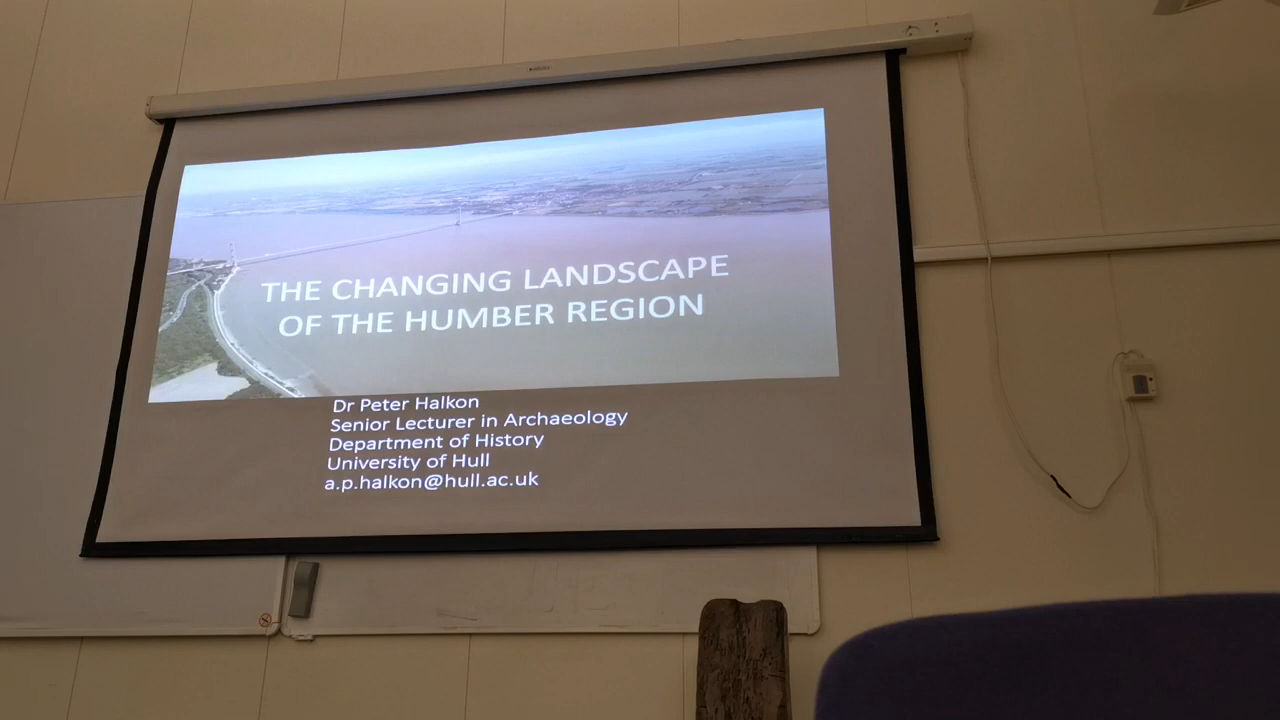 THE CHANGING LANDSCAPE
OF THE HUMBER REGION
Dr Peter Halkon
Senior Lecturer in Archaeology
Department of History
University of Hull
a.p.halkon@hull.ac.uk